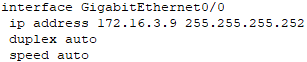 interface GigabitEthernet0/0
 ip address 172.16.3.9 255.255.255.252
 duplex auto
 speed auto